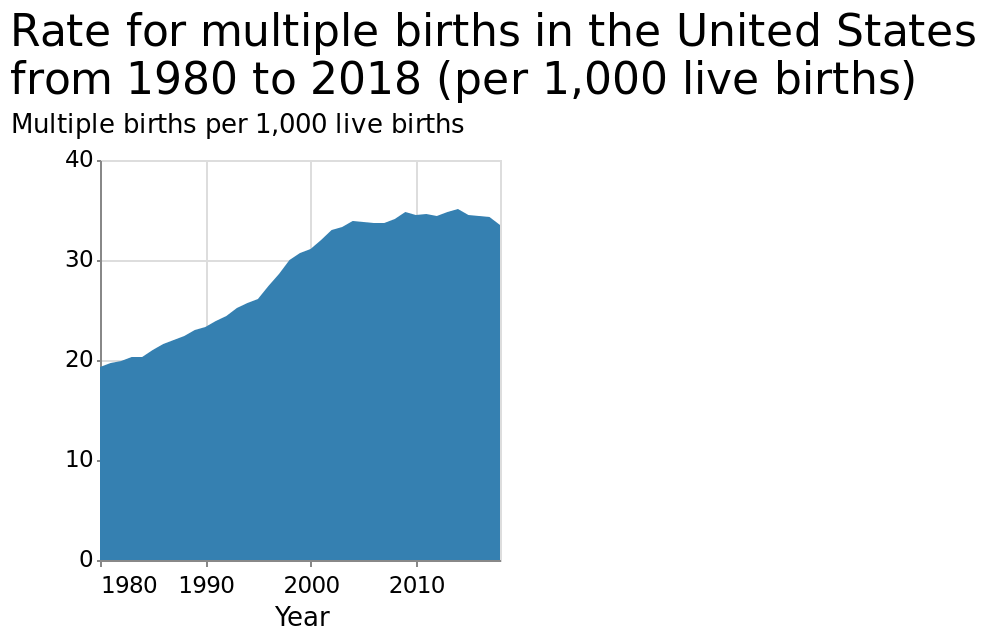 Rate for multiple births in the United States
from 1980 to 2018 (per 1,000 live births)
Multiple births per 1,000 live births
40
30
20
10
0
1980 1990 2000 2010
Year